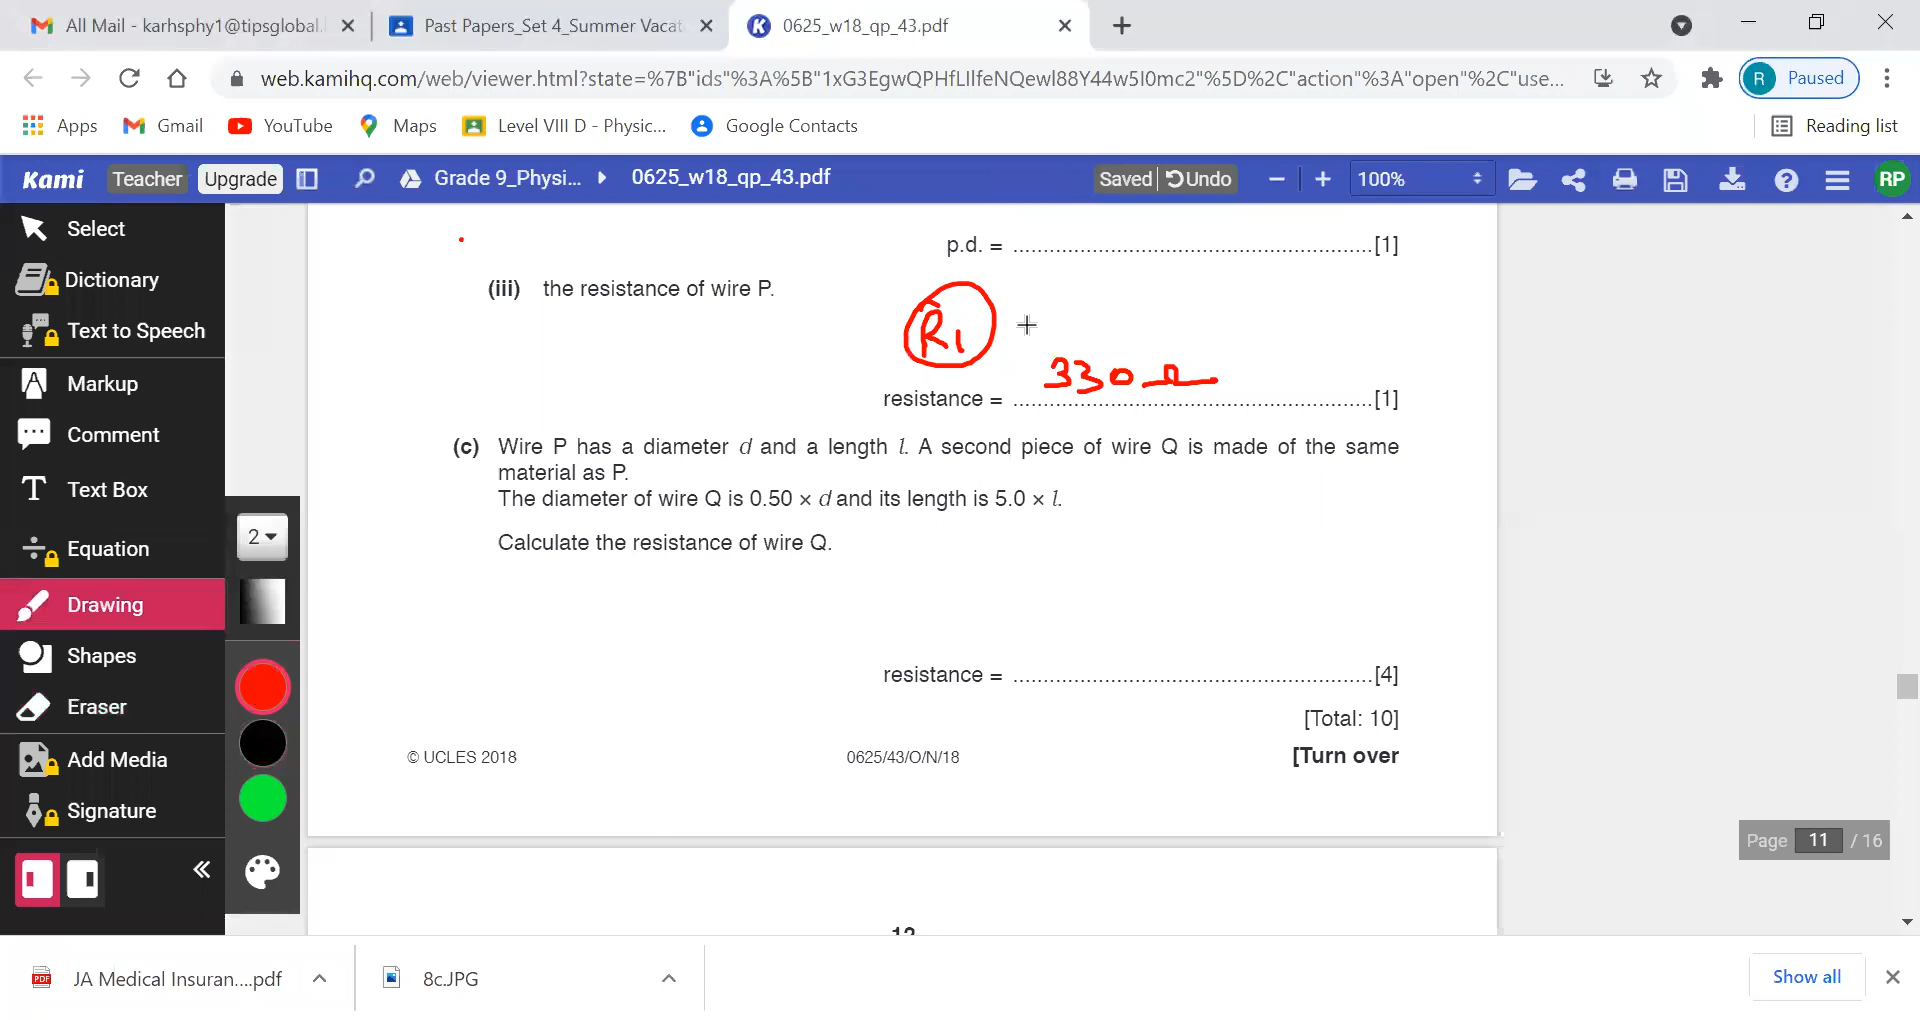 All Mail - karhsphy1@tipsglobal.
Past Papers_Set 4_Summer Vacat
0625_w18_qp_43.pdf
web.kamihq.com/web/viewer.html?state=%7B"ids"%3A%5B"1xG3EgwQPHfLIlfeNQewl88Y44w5I0mc2"%5D%2C"action"%3A"open"%2C"use...
R
Paused
Apps
Gmail
YouTube
Maps
Level VIII D - Physic...
Google Contacts
Reading list
Kami
Teacher
Upgrade
Grade 9_Physi...
0625_w18_qp_43.pdf
Saved
Undo
100%
RP
Select
Dictionary
Text to Speech
Markup
Comment
Text Box
Equation
Drawing
Shapes
Eraser
Add Media
Signature
2
p.d. = ............................................................[1]
(iii) the resistance of wire P.
R1
330 Ω
resistance = ............................................................[1]
(c) Wire P has a diameter d and a length l. A second piece of wire Q is made of the same
material as P.
The diameter of wire Q is 0.50 × d and its length is 5.0 × l.
Calculate the resistance of wire Q.
resistance = ............................................................[4]
[Total: 10]
© UCLES 2018
0625/43/O/N/18
[Turn over
Page 11 / 16
12
JA Medical Insuran....pdf
8c.JPG
Show all